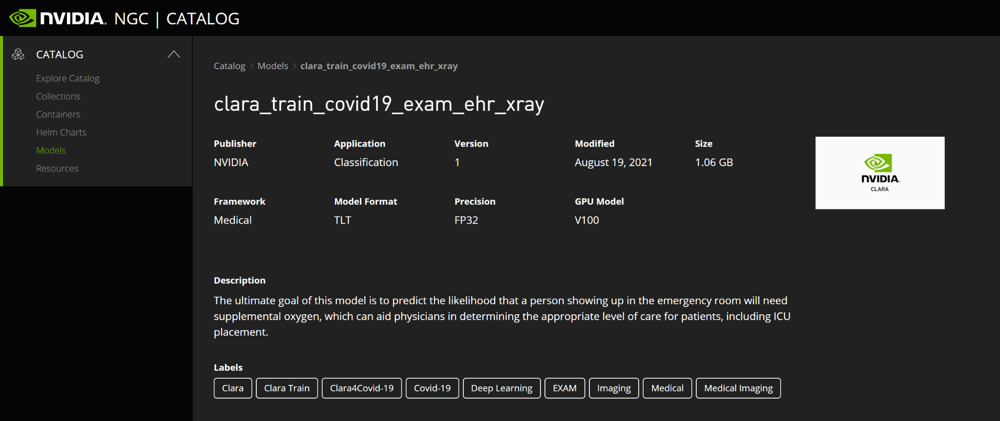 NVIDIA. NGC | CATALOG
CATALOG
Explore Catalog
Collections
Containers
Helm Charts
Models
Resources
Catalog > Models > clara_train_covid19_exam_ehr_xray
clara_train_covid19_exam_ehr_xray
Publisher Application Version Modified Size
NVIDIA Classification 1 August 19, 2021 1.06 GB
NVIDIA.
CLARA
Framework Model Format Precision GPU Model
Medical TLT FP32 V100
Description
The ultimate goal of this model is to predict the likelihood that a person showing up in the emergency room will need
supplemental oxygen, which can aid physicians in determining the appropriate level of care for patients, including ICU
placement.
Labels
Clara Clara Train Clara4Covid-19 Covid-19 Deep Learning EXAM Imaging Medical Medical Imaging